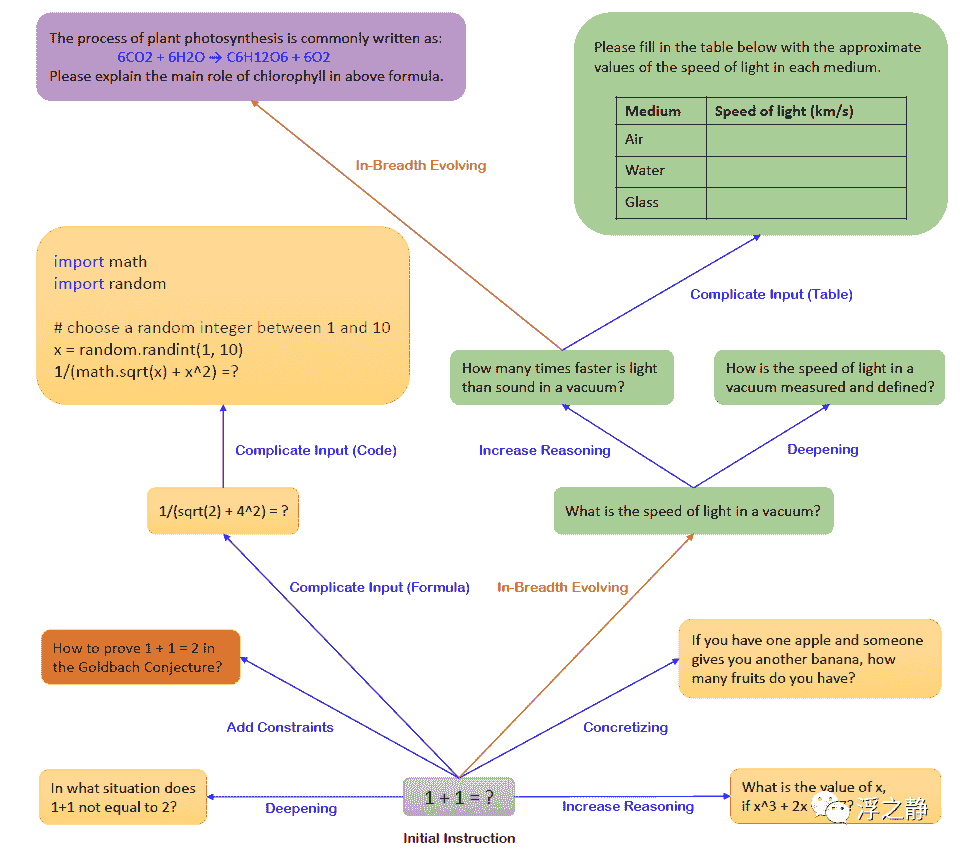 The process of plant photosynthesis is commonly written as:
6CO2 + 6H2O ⇢ C6H12O6 + 6O2
Please explain the main role of chlorophyll in above formula.
Please fill in the table below with the approximate
values of the speed of light in each medium.
Medium Speed of light (km/s)
Air
Water
Glass
In-Breadth Evolving
import math
import random
# choose a random integer between 1 and 10
x = random.randint(1, 10)
1/(math.sqrt(x) + x^2) =?
Complicate Input (Table)
How many times faster is light
than sound in a vacuum?
How is the speed of light in a
vacuum measured and defined?
Complicate Input (Code)
Increase Reasoning
Deepening
1/(sqrt(2) + 4^2) = ?
What is the speed of light in a vacuum?
Complicate Input (Formula)
In-Breadth Evolving
How to prove 1 + 1 = 2 in
the Goldbach Conjecture?
If you have one apple and someone
gives you another banana, how
many fruits do you have?
Add Constraints
Concretizing
In what situation does
1+1 not equal to 2?
Deepening
1 + 1 = ?
Increase Reasoning
What is the value of x,
if x^3 + 2x ?
浮之静
Initial Instruction